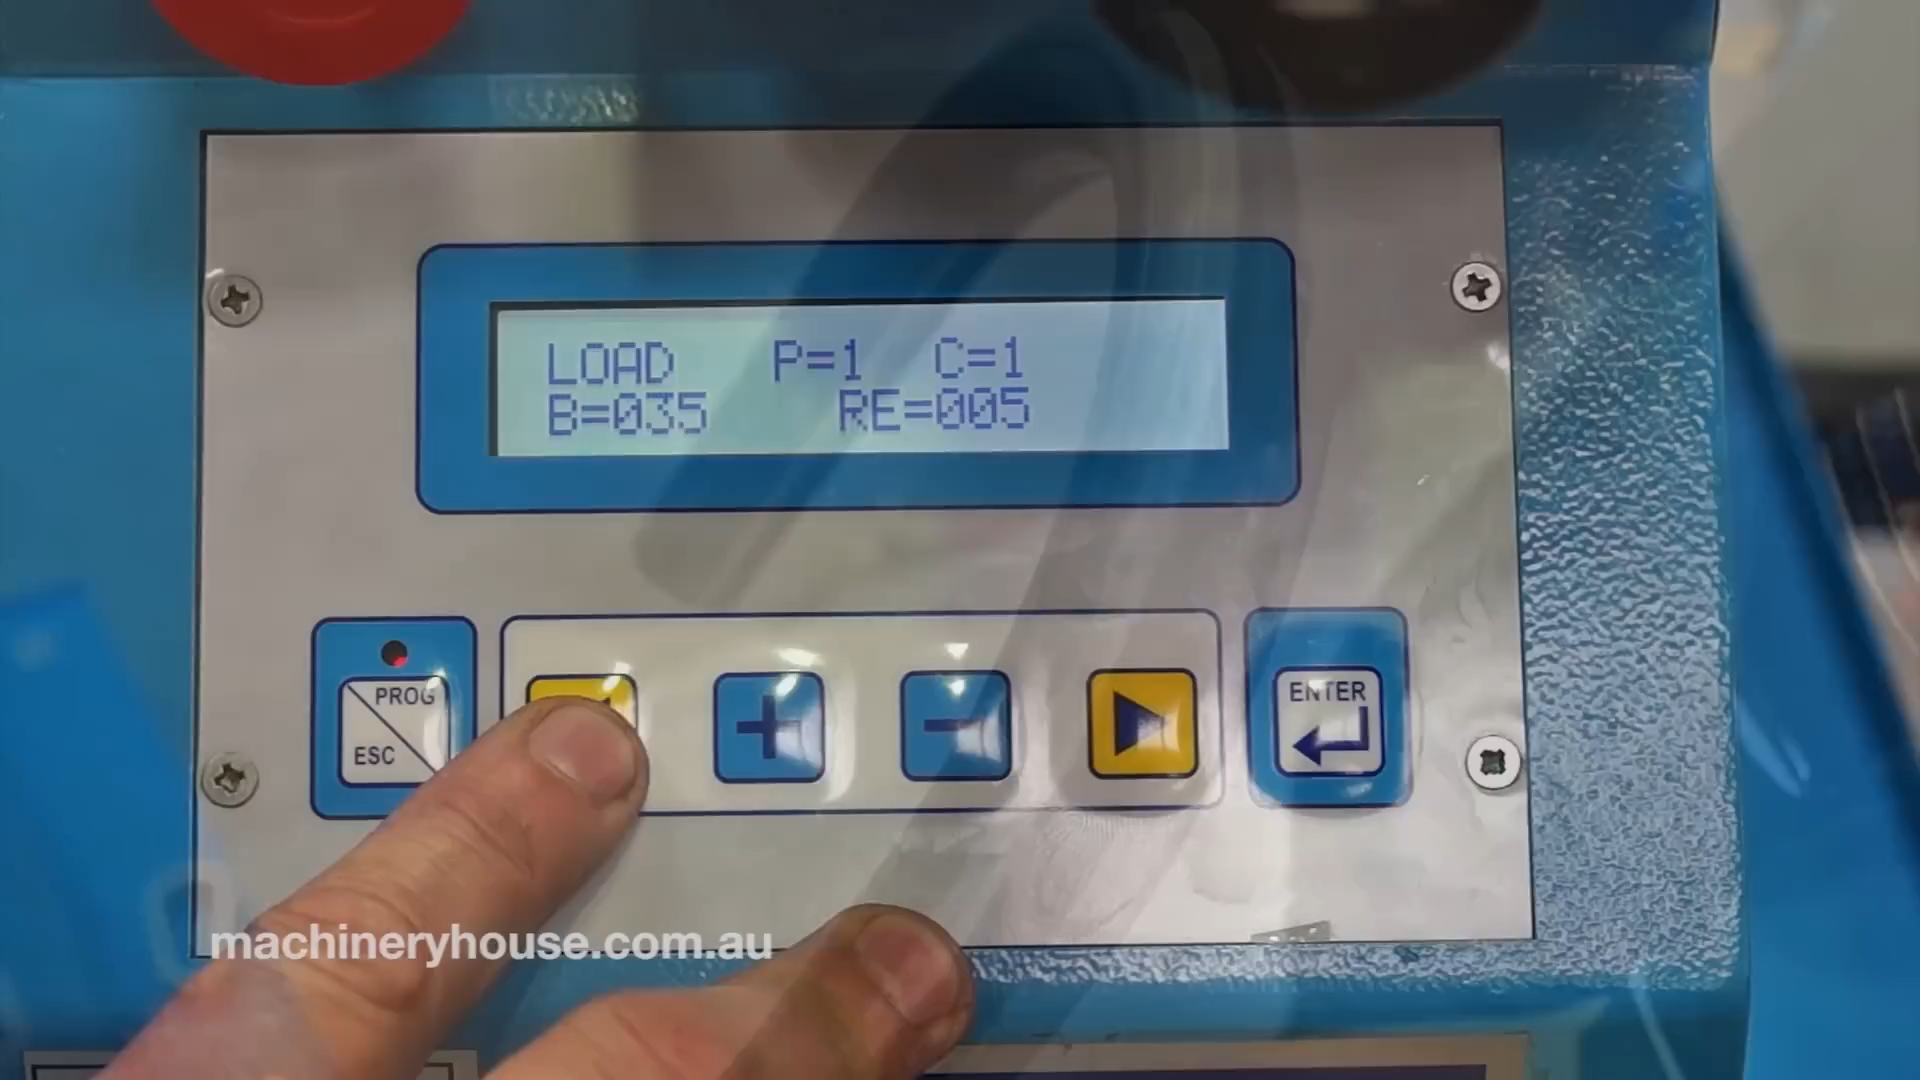 LOAD P=1 C=1
B=035 RE=005
PROG
ESC
+
-
ENTER
machineryhouse.com.au